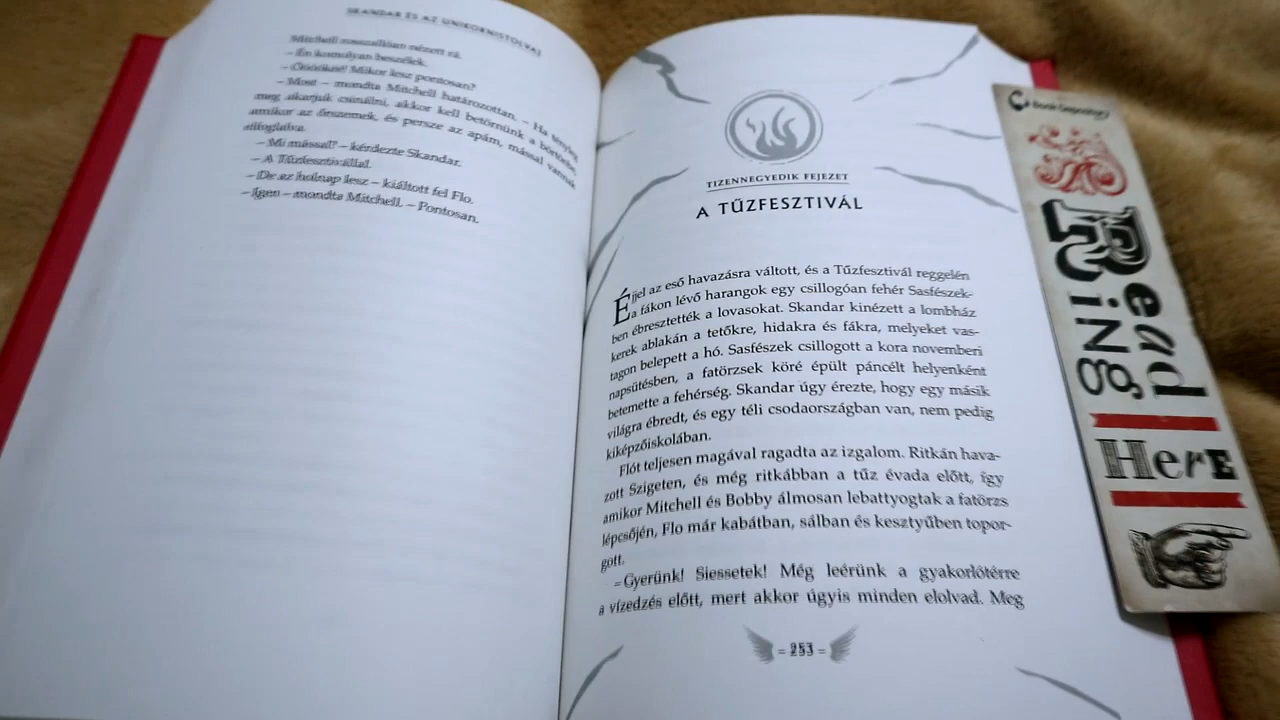 SKANDAR ÉS AZ UNIKORNISTOLVAJ
Mitchell rosszallóan nézett rá.
– Én komolyan beszélek.
– Óóóókéé! Mikor lesz pontosan?
– Most – mondta Mitchell határozottan. – Ha tényleg
meg akarjuk csinálni, akkor kell betörnünk a börtönbe,
amikor az őrszemek, és persze az apám, mással vannak
elfoglalva.
– Mi mással? – kérdezte Skandar.
– A Tűzfesztivállal.
– De az holnap lesz – kiáltott fel Flo.
– Igen – mondta Mitchell. – Pontosan.
TIZENNEGYEDIK FEJEZET
A TŰZFESZTIVÁL
Éjjel az eső havazásra váltott, és a Tűzfesztivál reggelén
a fákon lévő harangok egy csillogóan fehér Sasfészek-
ben ébresztették a lovasokat. Skandar kinézett a lombház
kerek ablakán a tetőkre, hidakra és fákra, melyeket vas-
tagon belepett a hó. Sasfészek csillogott a kora novemberi
napsütésben, a fatörzsek köré épült páncélt helyenként
betemette a fehérség. Skandar úgy érezte, hogy egy másik
világra ébredt, és egy téli csodaországban van, nem pedig
kiképzőiskolában.
Flót teljesen magával ragadta az izgalom. Ritkán hava-
zott Szigeten, és még ritkábban a tűz évada előtt, így
amikor Mitchell és Bobby álmosan lebattyogtak a fatörzs
lépcsőjén, Flo már kabátban, sálban és kesztyűben topor-
gott.
– Gyerünk! Siessetek! Még leérünk a gyakorlótérre
a vízedzés előtt, mert akkor úgyis minden elolvad. Meg
– 253 –
Book Depository
Read
iNg
HerE